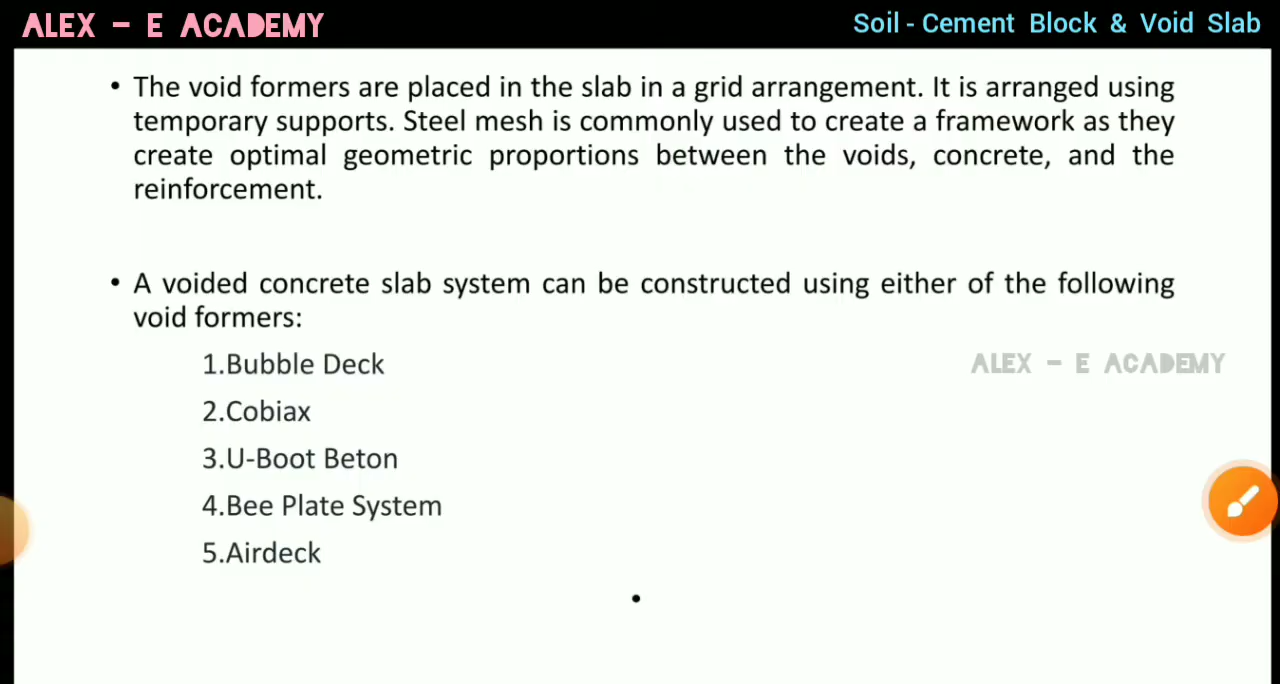 ALEX - E ACADEMY
Soil - Cement Block & Void Slab
• The void formers are placed in the slab in a grid arrangement. It is arranged using
temporary supports. Steel mesh is commonly used to create a framework as they
create optimal geometric proportions between the voids, concrete, and the
reinforcement.
• A voided concrete slab system can be constructed using either of the following
void formers:
1.Bubble Deck
ALEX - E ACADEMY
2.Cobiax
3.U-Boot Beton
4.Bee Plate System
5.Airdeck